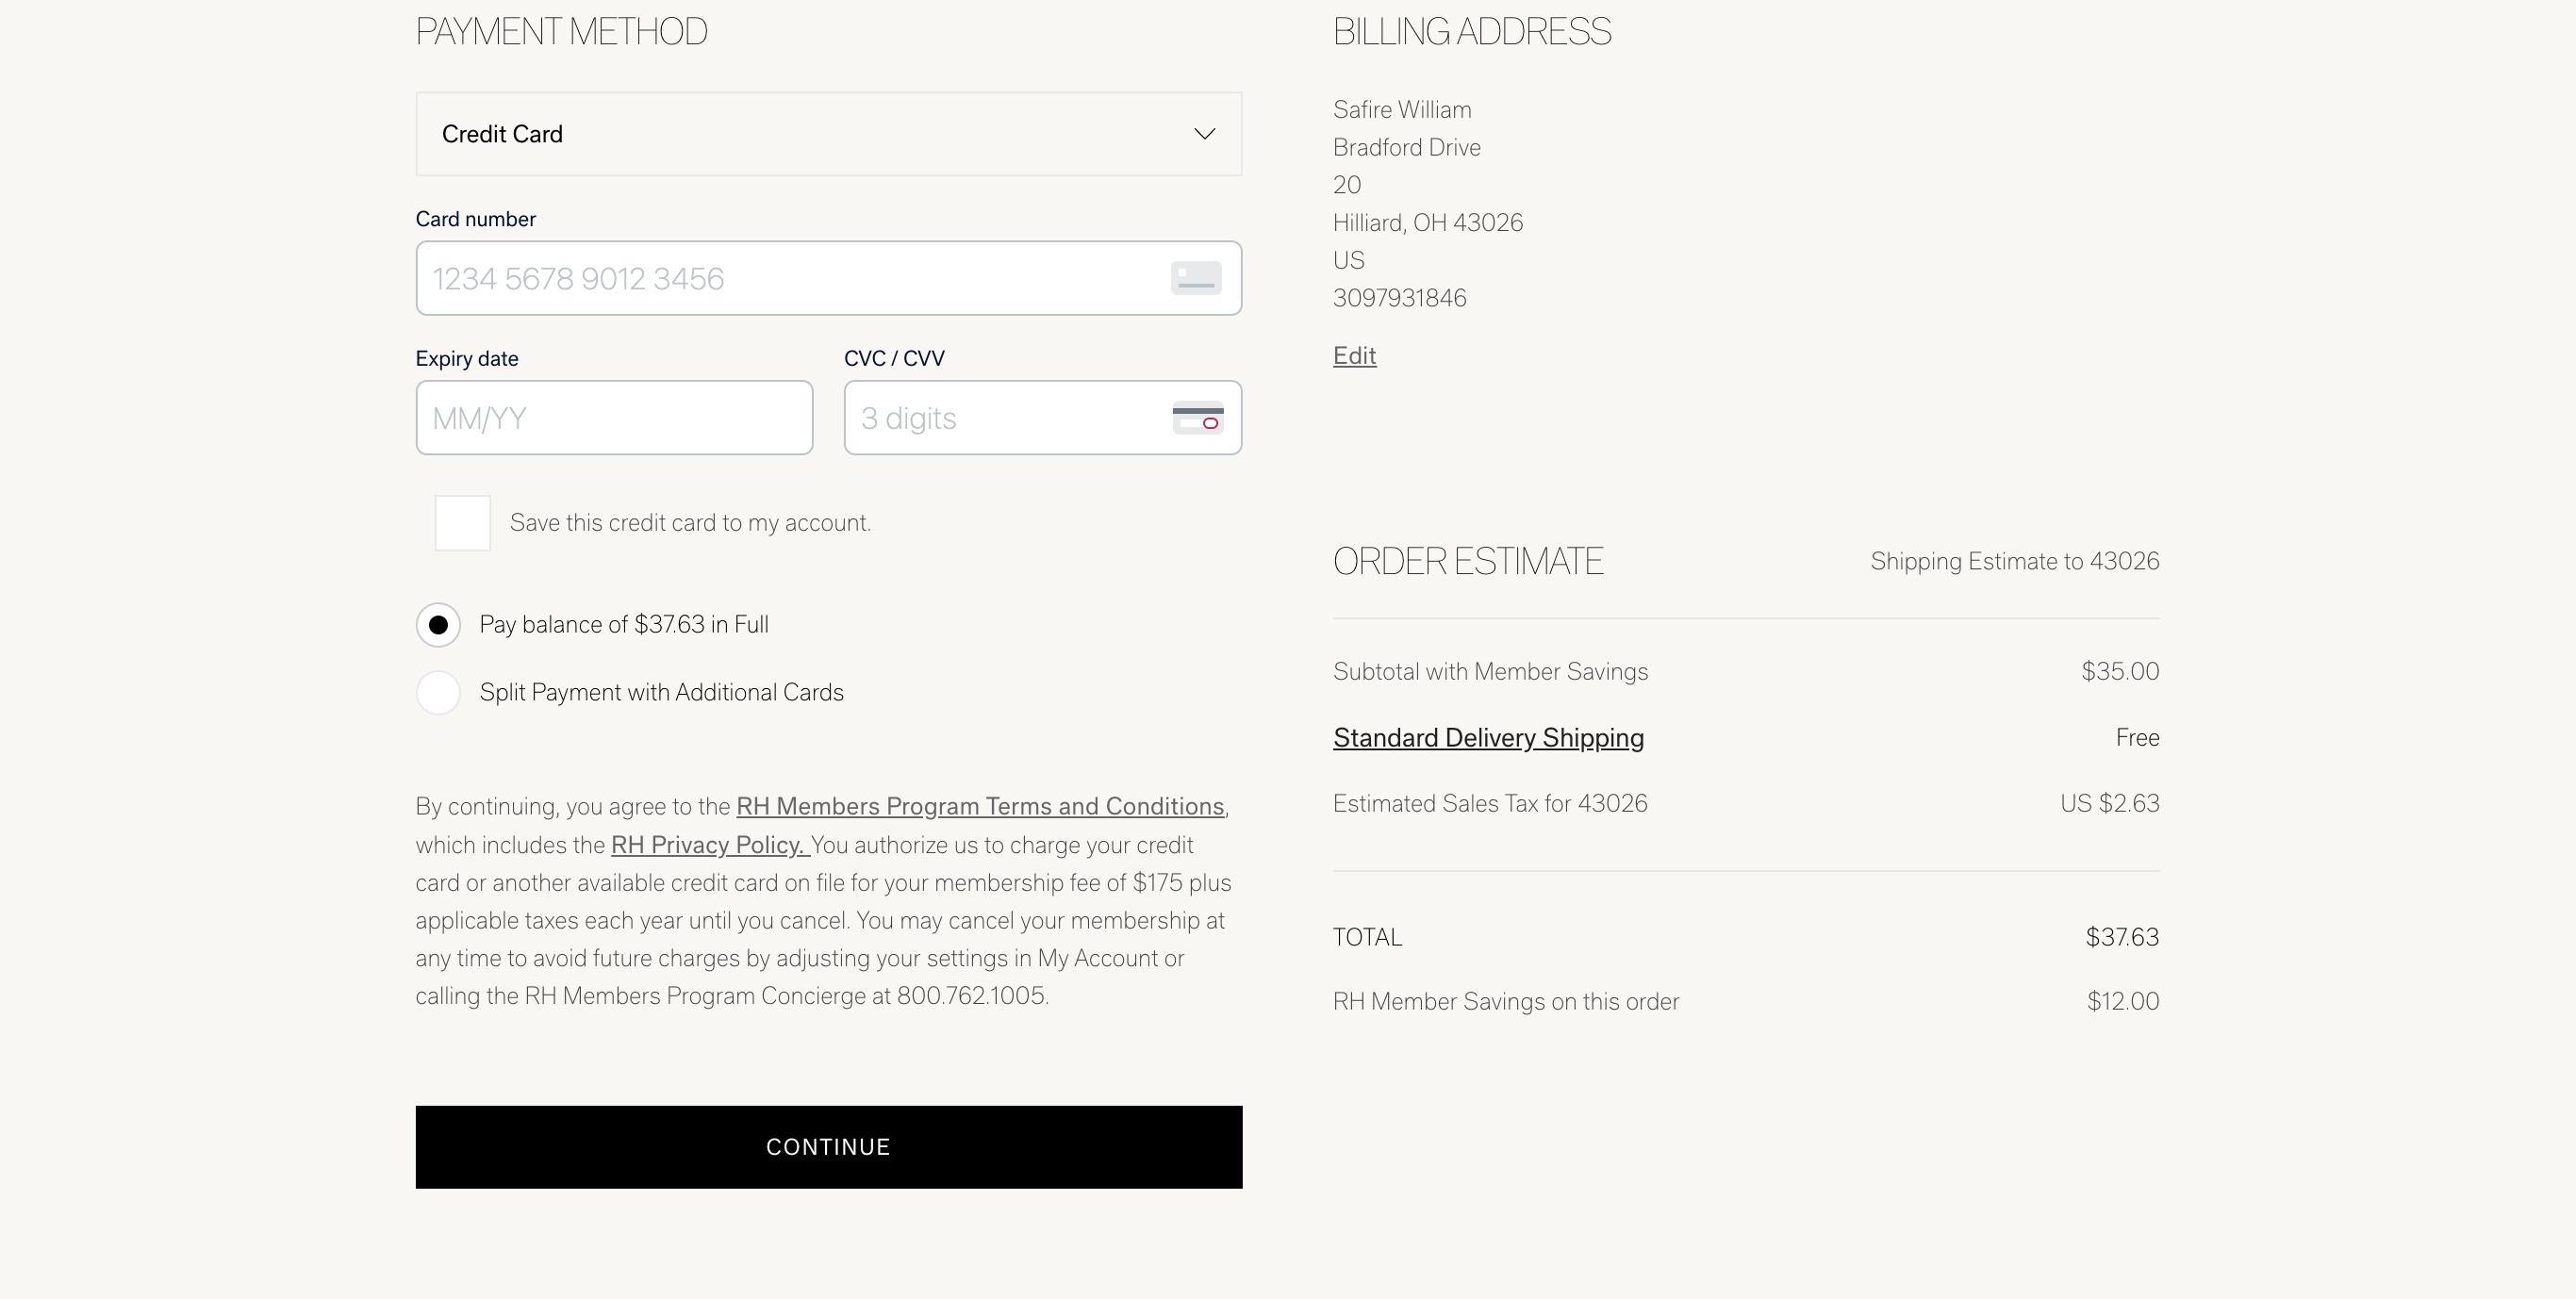 PAYMENT METHOD
Credit Card
Card number
1234 5678 9012 3456
Expiry date
CVC / CVV
MM/YY
3 digits
Save this credit card to my account.
Pay balance of $37.63 in Full
Split Payment with Additional Cards
By continuing, you agree to the RH Members Program Terms and Conditions,
which includes the RH Privacy Policy. You authorize us to charge your credit
card or another available credit card on file for your membership fee of $175 plus
applicable taxes each year until you cancel. You may cancel your membership at
any time to avoid future charges by adjusting your settings in My Account or
calling the RH Members Program Concierge at 800.762.1005.
CONTINUE
BILLING ADDRESS
Safire William
Bradford Drive
20
Hilliard, OH 43026
US
3097931846
Edit
ORDER ESTIMATE
Shipping Estimate to 43026
Subtotal with Member Savings $35.00
Standard Delivery Shipping Free
Estimated Sales Tax for 43026 US $2.63
TOTAL $37.63
RH Member Savings on this order $12.00